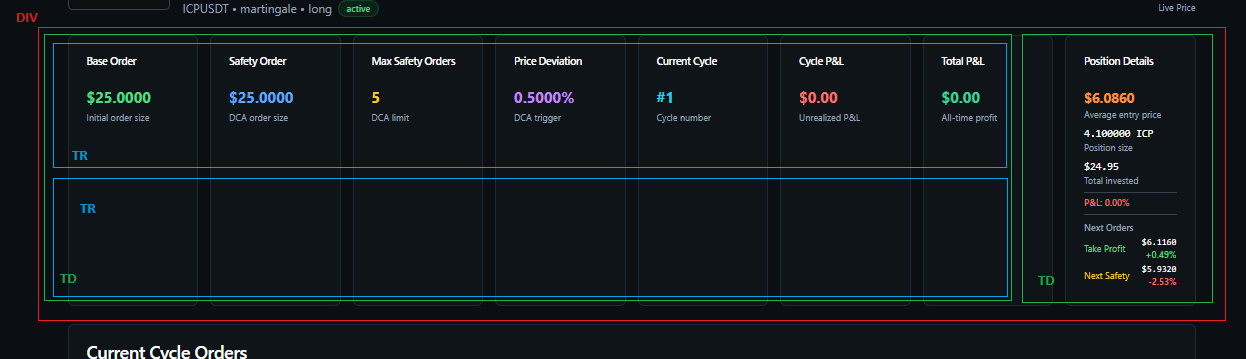 ICPUSDT • martingale • long active
Live Price
DIV
Base Order
$25.0000
Initial order size
Safety Order
$25.0000
DCA order size
Max Safety Orders
5
DCA limit
Price Deviation
0.5000%
DCA trigger
Current Cycle
#1
Cycle number
Cycle P&L
$0.00
Unrealized P&L
Total P&L
$0.00
All-time profit
TR
TR
TD
Position Details
$6.0860
Average entry price
4.100000 ICP
Position size
$24.95
Total invested
P&L: 0.00%
Next Orders
Take Profit $6.1160
+0.49%
Next Safety $5.9320
-2.53%
TD
Current Cycle Orders